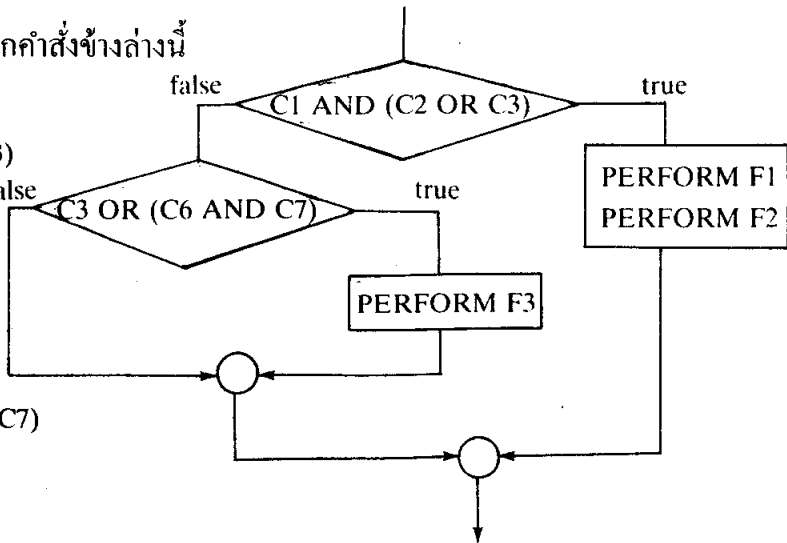 กคำสั่งข้างล่างนี้
false
true
C1 AND (C2 OR C3)
)
alse
true
C3 OR (C6 AND C7)
PERFORM F1
PERFORM F2
PERFORM F3
C7)